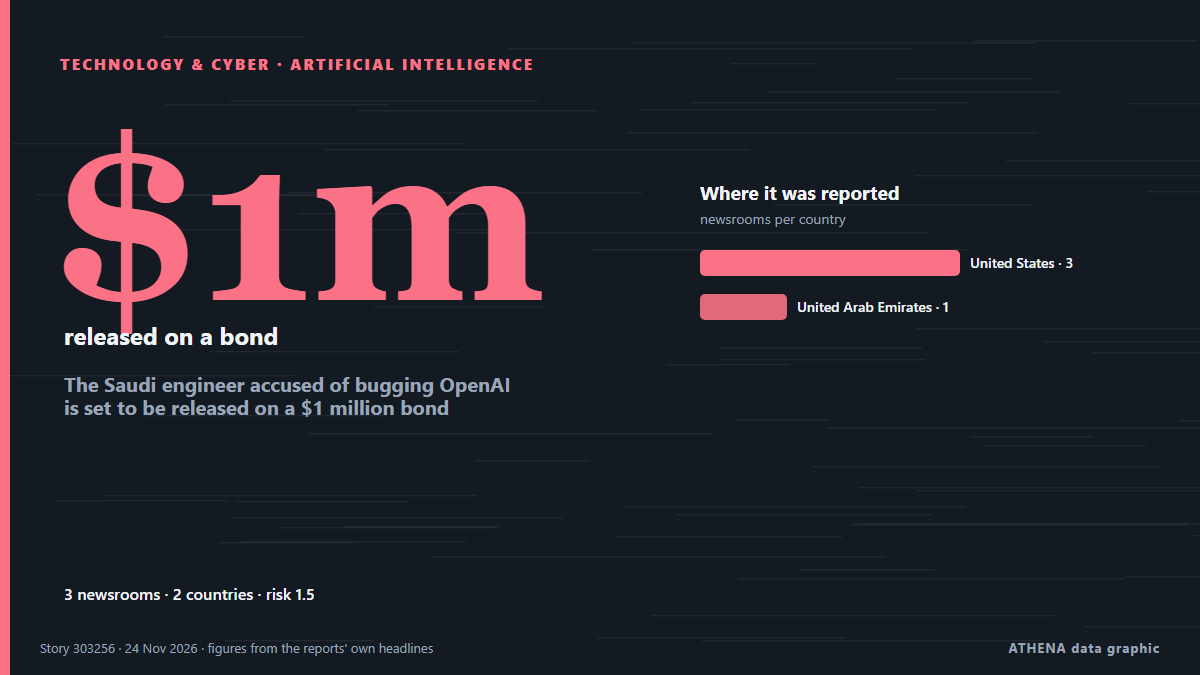 TECHNOLOGY & CYBER · ARTIFICIAL INTELLIGENCE
$1m
released on a bond
The Saudi engineer accused of bugging OpenAI
is set to be released on a $1 million bond
Where it was reported
newsrooms per country
United States · 3
United Arab Emirates · 1
3 newsrooms · 2 countries · risk 1.5
Story 303256 · 24 Nov 2026 · figures from the reports' own headlines
ATHENA data graphic